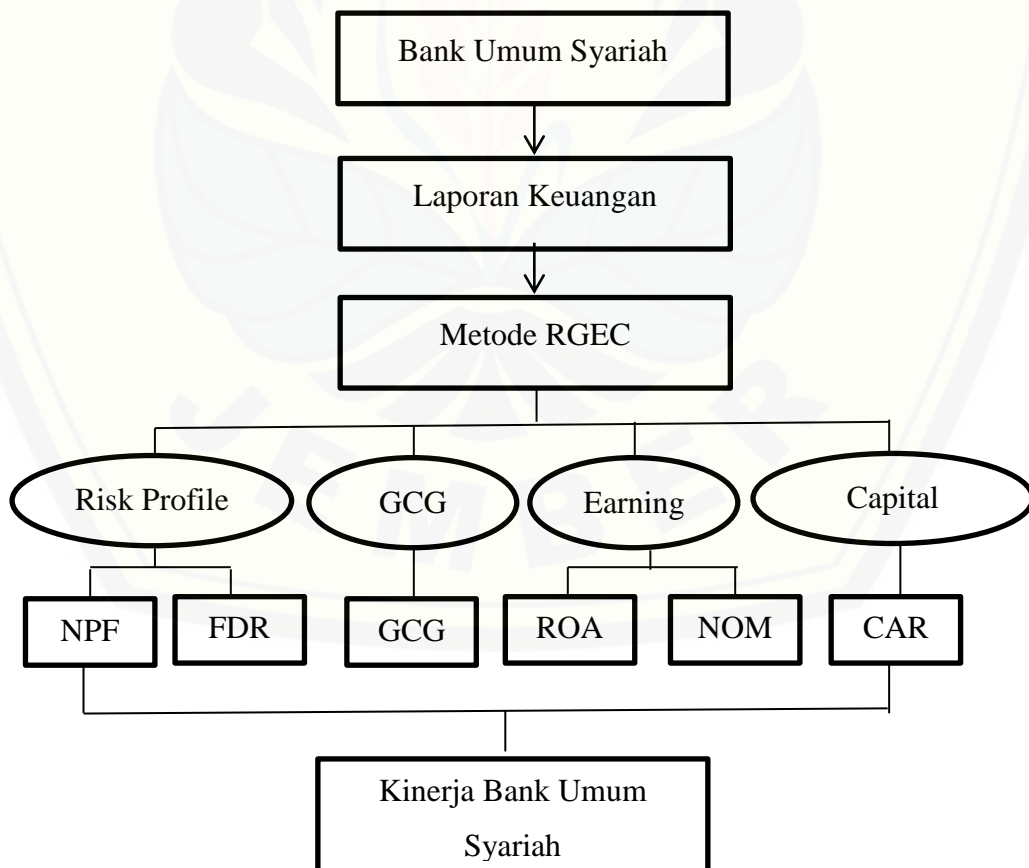 Bank Umum Syariah
Laporan Keuangan
Metode RGEC
Risk Profile
GCG
Earning
Capital
NPF
FDR
GCG
ROA
NOM
CAR
Kinerja Bank Umum
Syariah
JEMBER